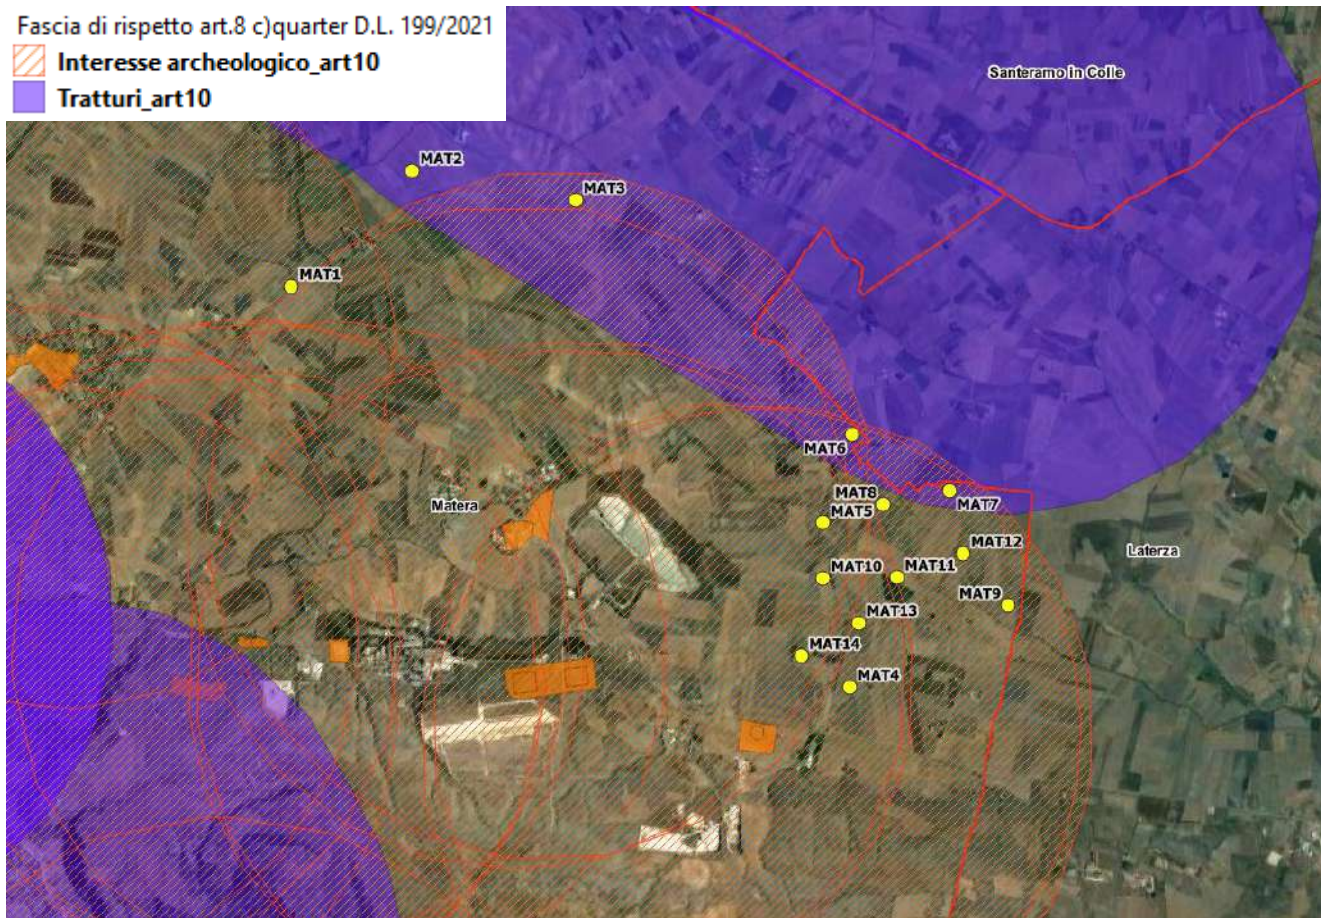 Fascia di rispetto art.8 c)quarter D.L. 199/2021
Interesse archeologico_art10
Tratturi_art10
Santeramo in Colle
MAT2
MAT3
MAT1
MAT6
MAT8
MAT7
Matera
MAT5
MAT12
Laterza
MAT10
MAT11
MAT9
MAT13
MAT14
MAT4